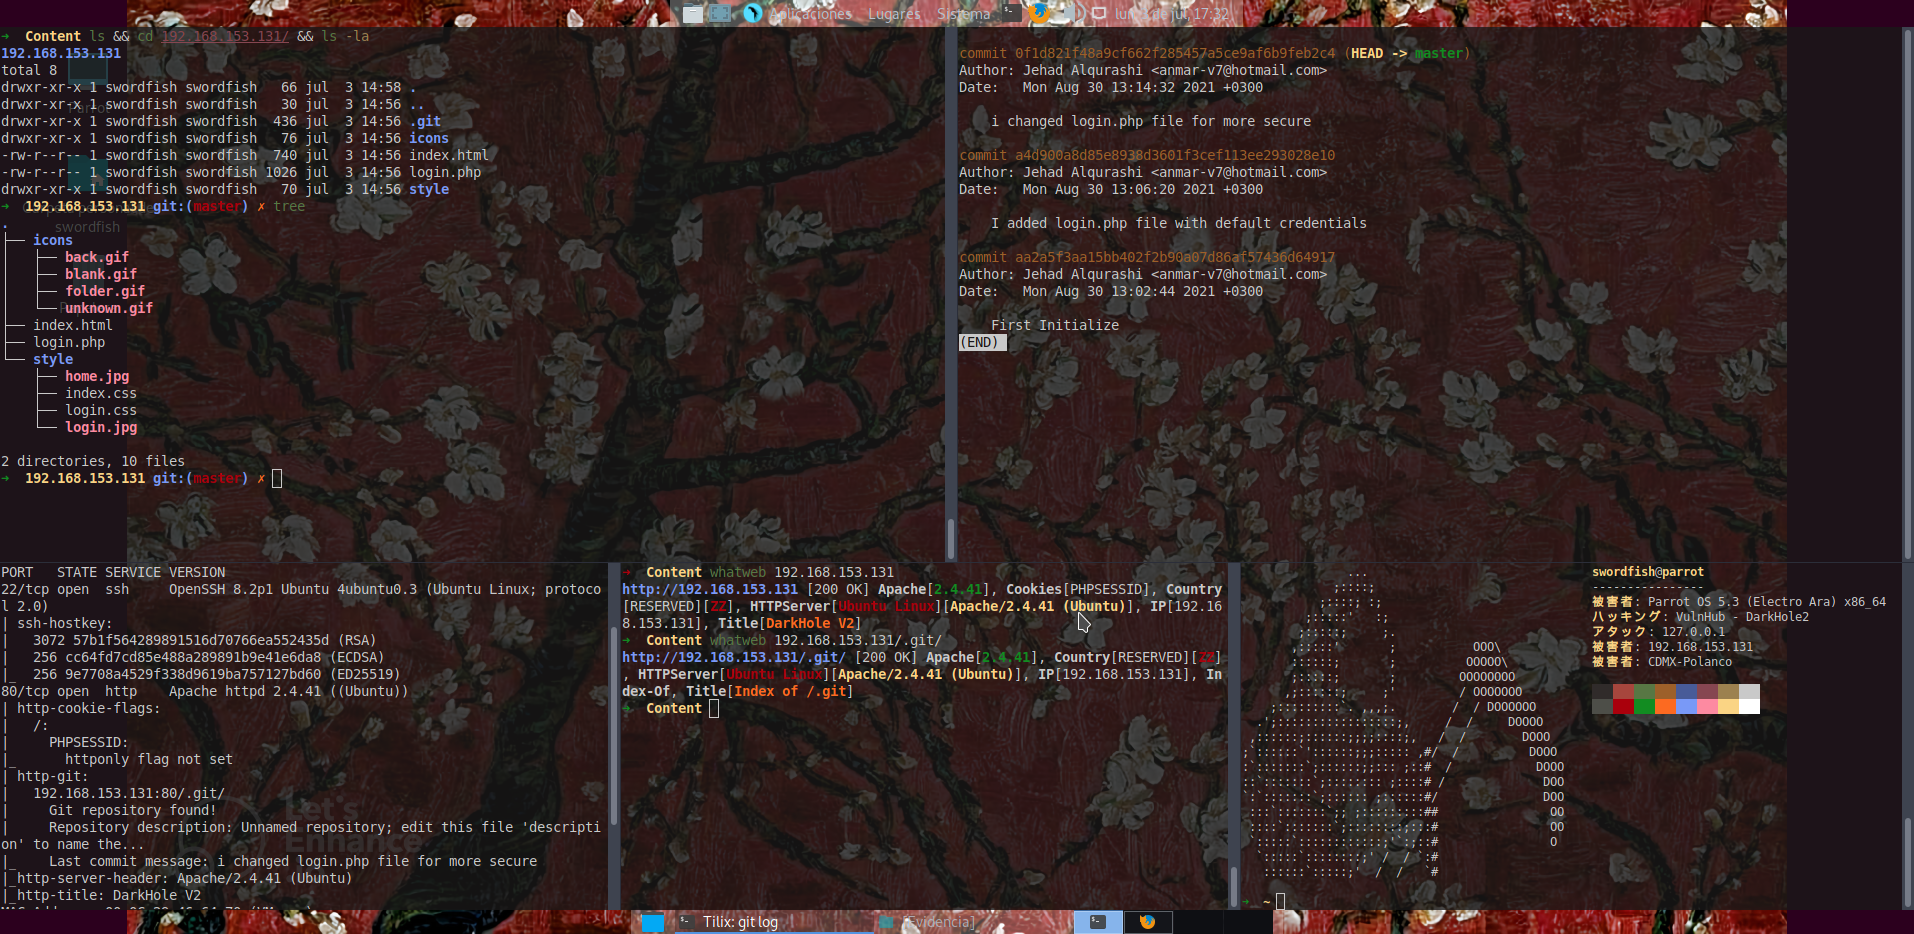 Aplicaciones Lugares Sistema
de jul, 17:32
➜  Content ls && cd 192.168.153.131/ && ls -la
192.168.153.131
total 8
drwxr-xr-x 1 swordfish swordfish   66 jul  3 14:58 .
drwxr-xr-x 1 swordfish swordfish   30 jul  3 14:56 ..
drwxr-xr-x 1 swordfish swordfish  436 jul  3 14:56 .git
drwxr-xr-x 1 swordfish swordfish   76 jul  3 14:56 icons
-rw-r--r-- 1 swordfish swordfish  740 jul  3 14:56 index.html
-rw-r--r-- 1 swordfish swordfish 1026 jul  3 14:56 login.php
drwxr-xr-x 1 swordfish swordfish   70 jul  3 14:56 style
➜  192.168.153.131 git:(master) ✗ tree
swordfish
.
├── icons
│   ├── back.gif
│   ├── blank.gif
│   ├── folder.gif
│   └── unknown.gif
├── index.html
├── login.php
└── style
    ├── home.jpg
    ├── index.css
    ├── login.css
    └── login.jpg
2 directories, 10 files
➜  192.168.153.131 git:(master) ✗
commit 0f1d821f48a9cf662f285457a5ce9af6b9feb2c4 (HEAD -> master)
Author: Jehad Alqurashi <anmar-v7@hotmail.com>
Date:   Mon Aug 30 13:14:32 2021 +0300
    i changed login.php file for more secure
commit a4d900a8d85e8938d3601f3cef113ee293028e10
Author: Jehad Alqurashi <anmar-v7@hotmail.com>
Date:   Mon Aug 30 13:06:20 2021 +0300
    I added login.php file with default credentials
commit aa2a5f3aa15bb402f2b90a07d86af57436d64917
Author: Jehad Alqurashi <anmar-v7@hotmail.com>
Date:   Mon Aug 30 13:02:44 2021 +0300
    First Initialize
(END)
PORT   STATE SERVICE VERSION
22/tcp open  ssh     OpenSSH 8.2p1 Ubuntu 4ubuntu0.3 (Ubuntu Linux; protoco
l 2.0)
| ssh-hostkey:
|   3072 57b1f564289891516d70766ea552435d (RSA)
|   256 cc64fd7cd85e488a289891b9e41e6da8 (ECDSA)
|_  256 9e7708a4529f338d9619ba757127bd60 (ED25519)
80/tcp open  http    Apache httpd 2.4.41 ((Ubuntu))
| http-cookie-flags:
|   /:
|     PHPSESSID:
|_      httponly flag not set
| http-git:
|   192.168.153.131:80/.git/
|     Git repository found!
|     Repository description: Unnamed repository; edit this file 'descripti
on' to name the...
|_    Last commit message: i changed login.php file for more secure
|_http-server-header: Apache/2.4.41 (Ubuntu)
|_http-title: DarkHole V2
Let's
Enhance
➜  Content whatweb 192.168.153.131
http://192.168.153.131 [200 OK] Apache[2.4.41], Cookies[PHPSESSID], Country
[RESERVED][ZZ], HTTPServer[Ubuntu Linux][Apache/2.4.41 (Ubuntu)], IP[192.16
8.153.131], Title[DarkHole V2]
➜  Content whatweb 192.168.153.131/.git/
http://192.168.153.131/.git/ [200 OK] Apache[2.4.41], Country[RESERVED][ZZ]
, HTTPServer[Ubuntu Linux][Apache/2.4.41 (Ubuntu)], IP[192.168.153.131], In
dex-Of, Title[Index of /.git]
➜  Content
swordfish@parrot
----------------
被害者: Parrot OS 5.3 (Electro Ara) x86_64
ハッキング: VulnHub - DarkHole2
アタック: 127.0.0.1
被害者: 192.168.153.131
被害者: CDMX-Polanco
➜  ~
Tilix: git log
[Evidencia]